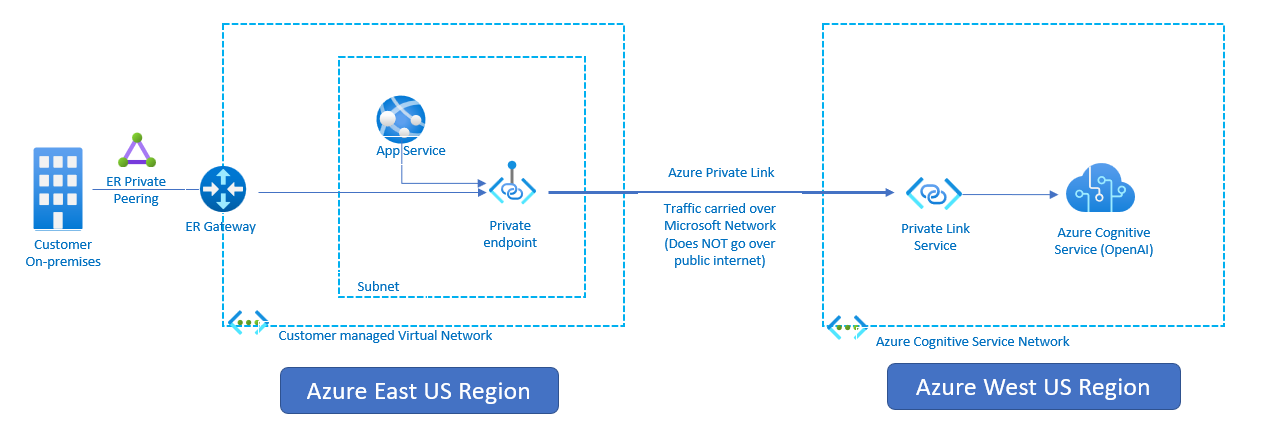 App Service
ER Private
Peering
Customer
On-premises
ER Gateway
Private
endpoint
Subnet
Customer managed Virtual Network
Azure East US Region
Azure Private Link
Traffic carried over
Microsoft Network
(Does NOT go over
public internet)
Private Link
Service
Azure Cognitive
Service (OpenAI)
Azure Cognitive Service Network
Azure West US Region